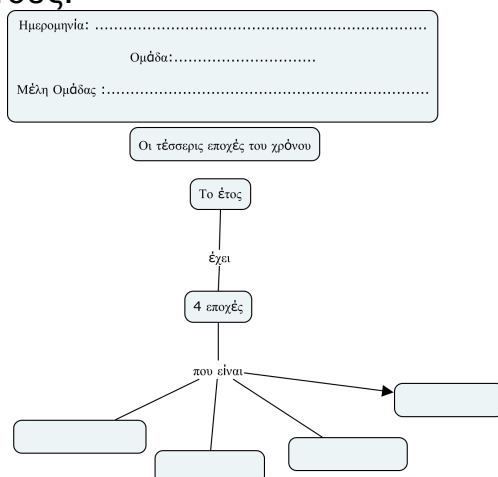 Ημερομηνία: ......................................................................
Ομάδα:..............................
Μέλη Ομάδας :....................................................................
Οι τέσσερις εποχές του χρόνου
Το έτος
έχει
4 εποχές
που είναι